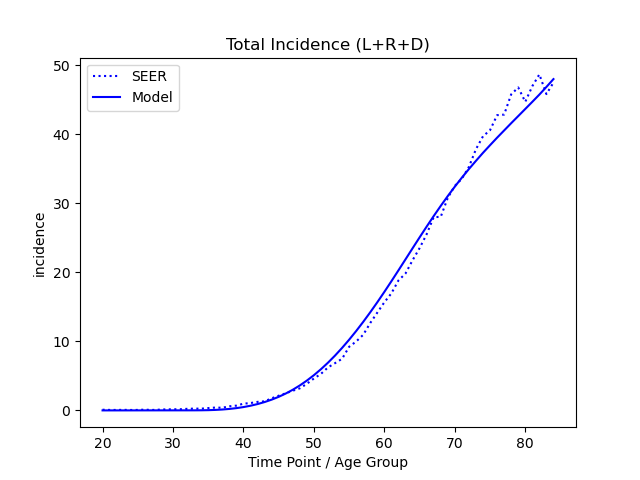 Total Incidence (L+R+D)
SEER
Model
50
40
30
20
10
0
incidence
20 30 40 50 60 70 80
Time Point / Age Group